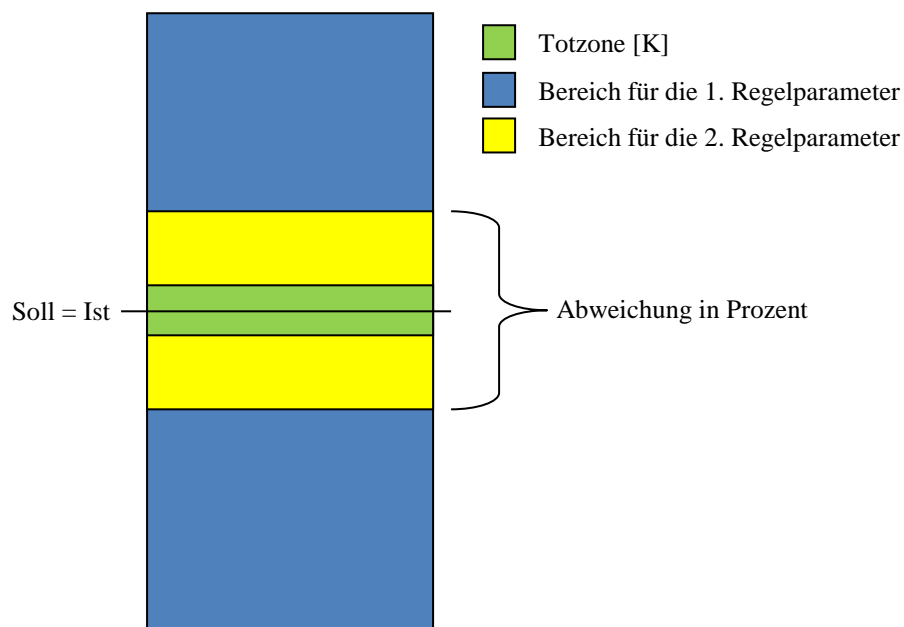 Totzone [K]
Bereich für die 1. Regelparameter
Bereich für die 2. Regelparameter
Soll = Ist
Abweichung in Prozent